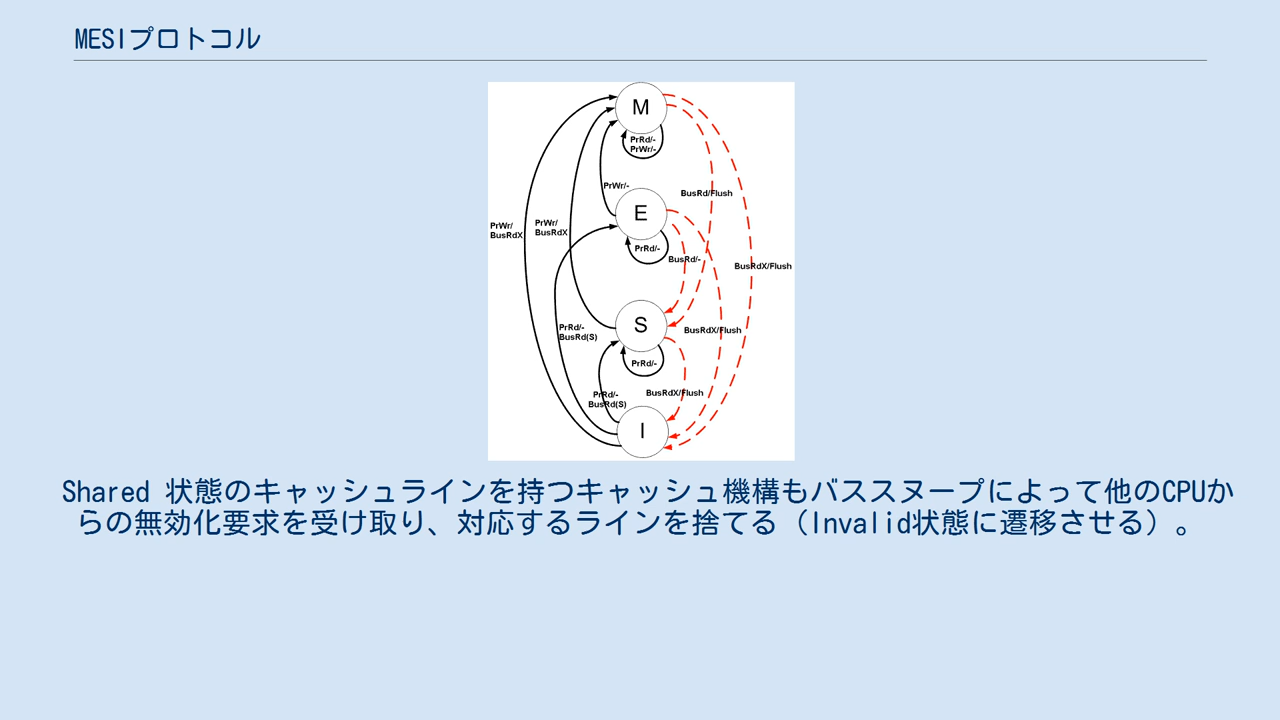 MESIプロトコル
M
PrRd/-
PrWr/-
PrWr/-
BusRd/Flush
E
PrWr/
BusRdX
PrWr/
BusRdX
PrRd/-
BusRd/-
BusRdX/Flush
S
PrRd/-
BusRd(S)
BusRdX/Flush
PrRd/-
PrRd/-
BusRd(S)
BusRdX/Flush
I
Shared 状態のキャッシュラインを持つキャッシュ機構もバススヌープによって他のCPUか
らの無効化要求を受け取り、対応するラインを捨てる（Invalid状態に遷移させる）。